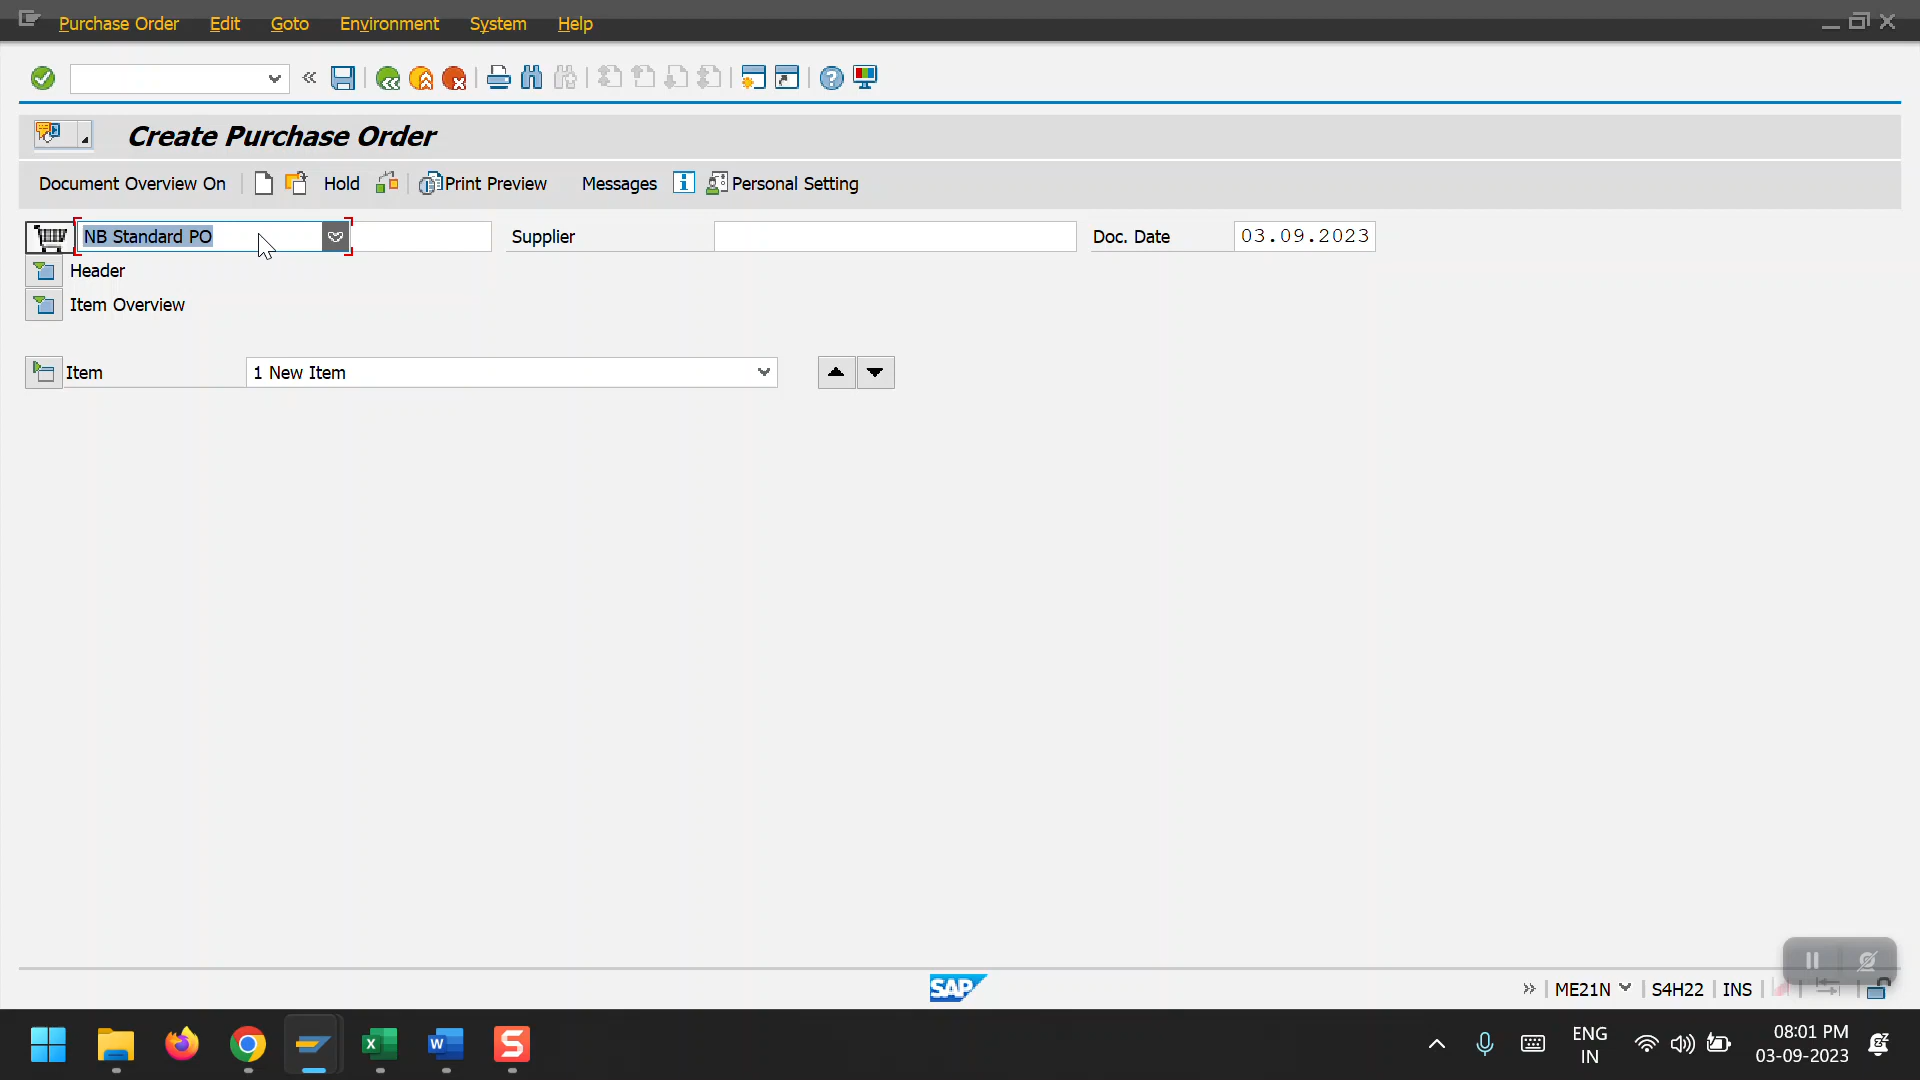 Purchase Order Edit Goto Environment System Help
Create Purchase Order
Document Overview On Hold Print Preview Messages Personal Setting
NB Standard PO Supplier Doc. Date 03.09.2023
Header
Item Overview
Item 1 New Item
SAP ME21N S4H22 INS
ENG 08:01 PM
IN 03-09-2023